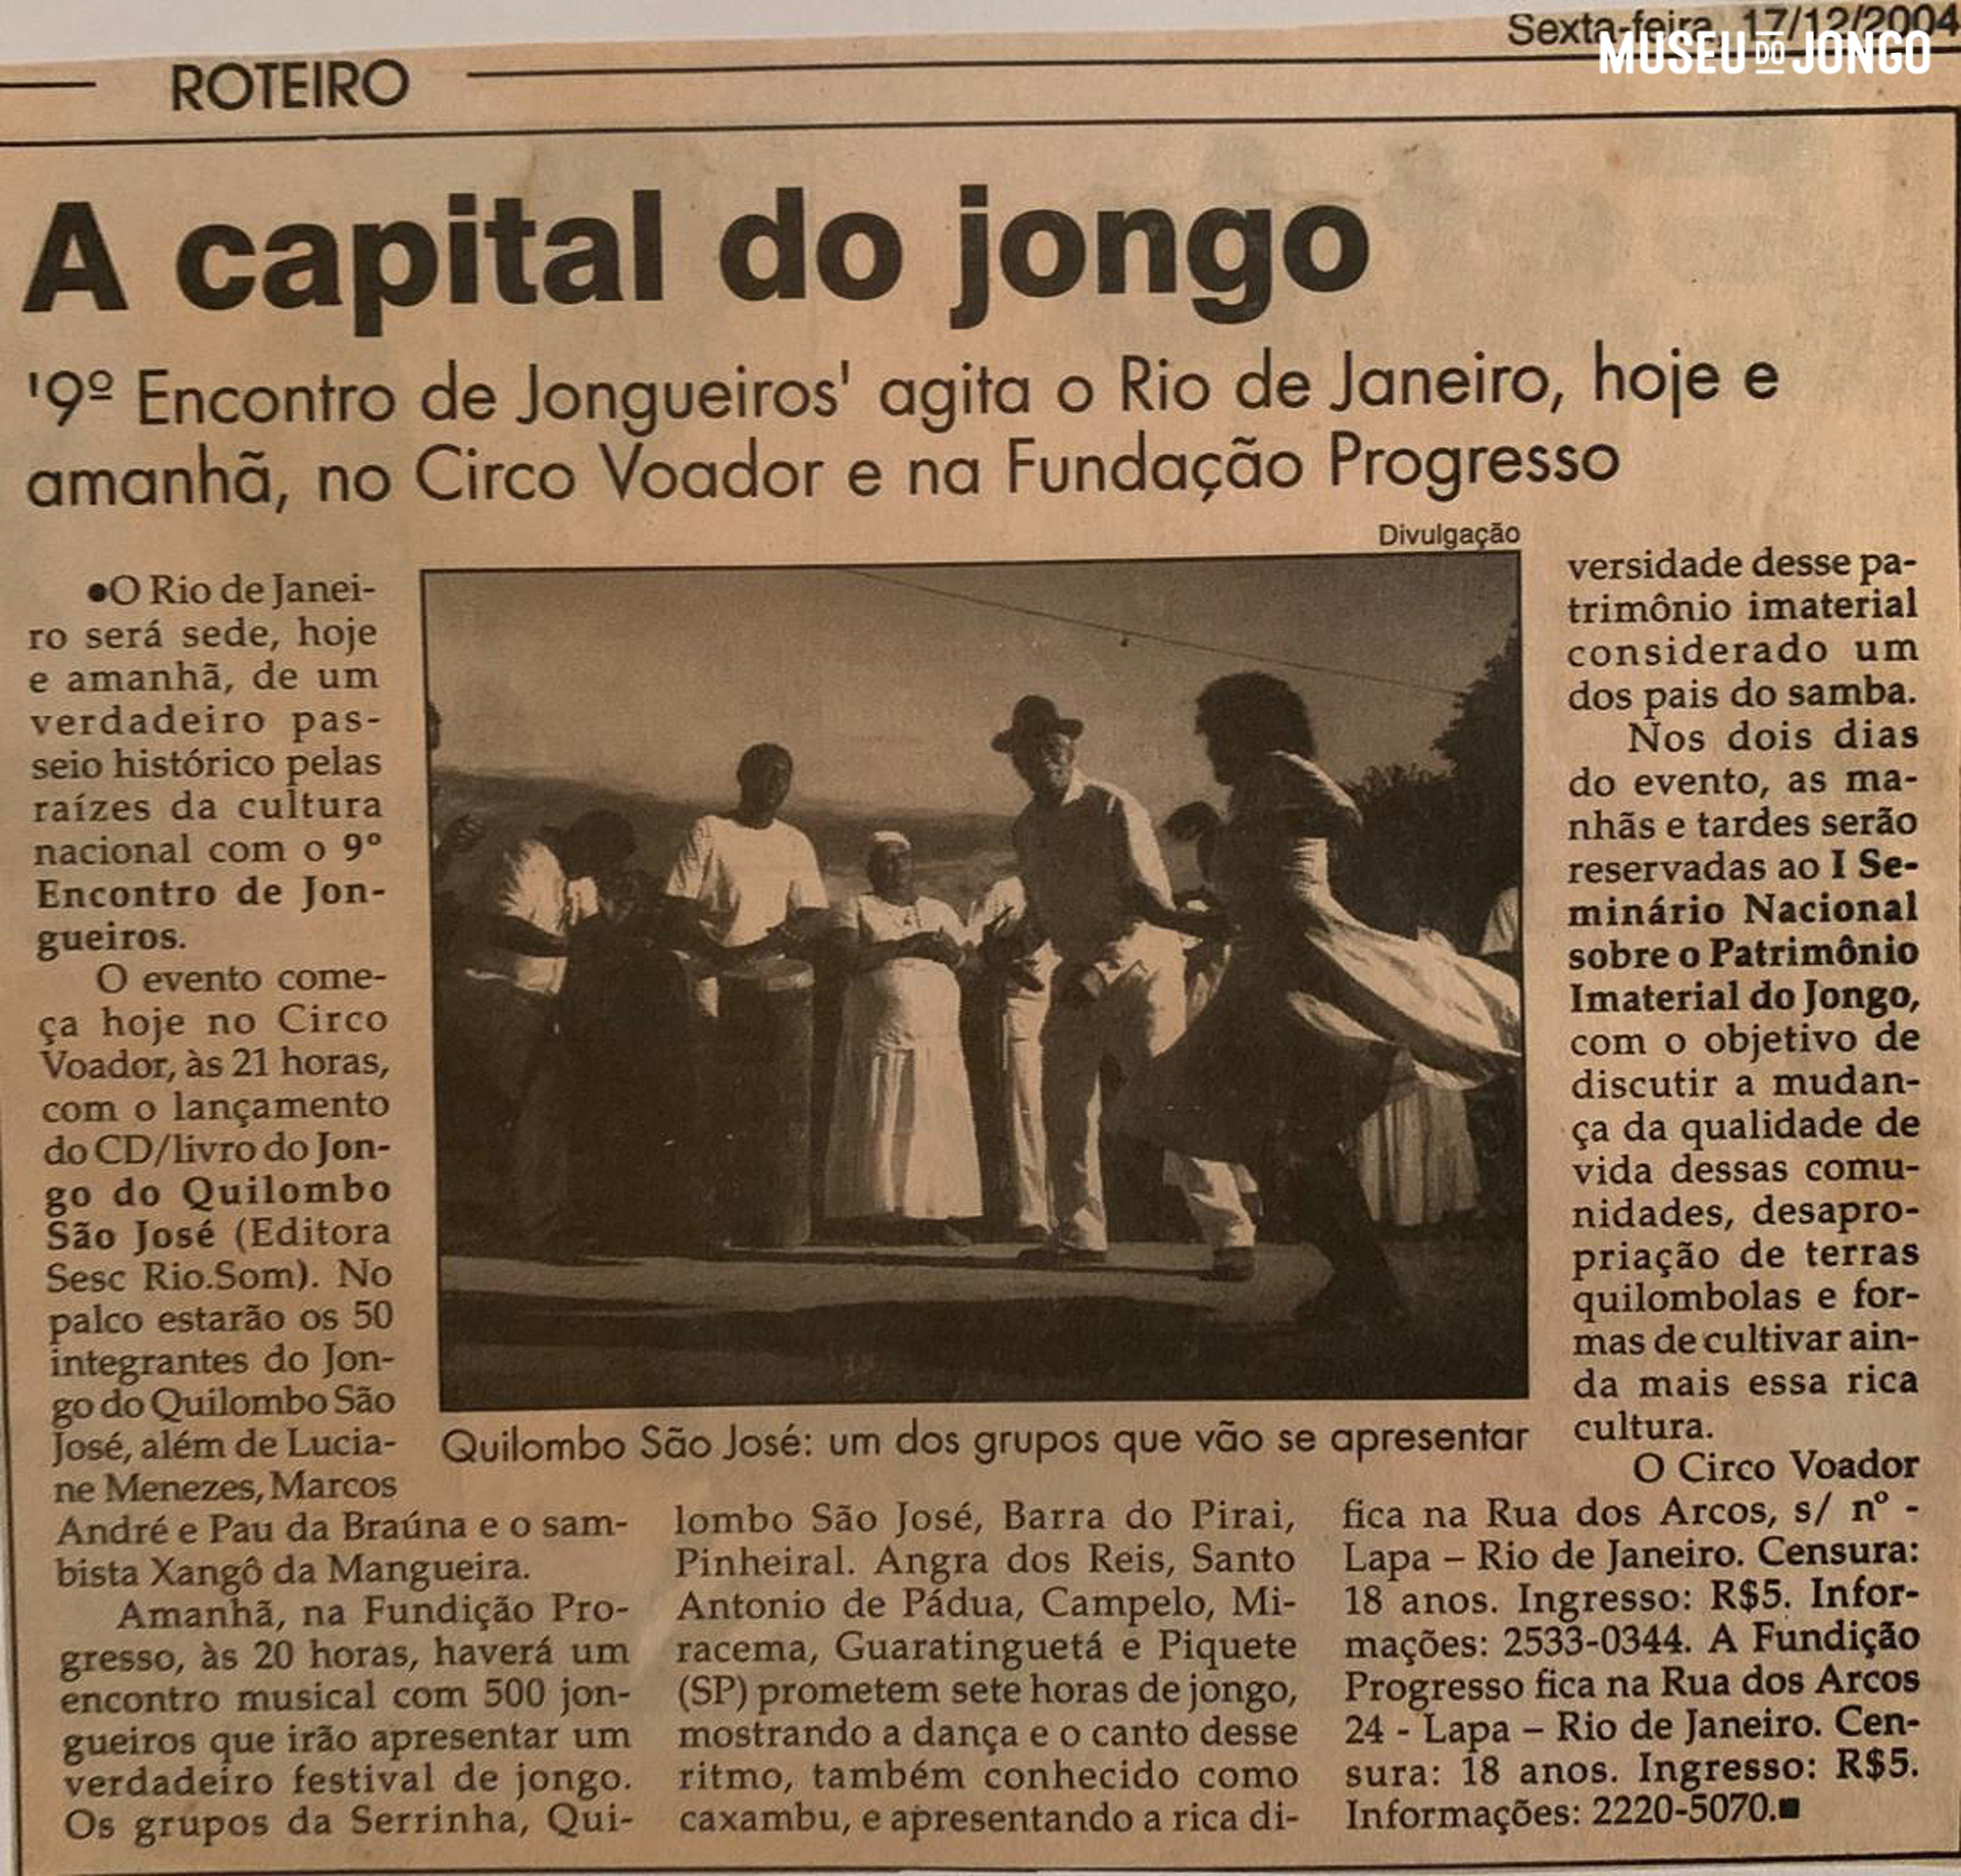 Sexta-feira, 17/12/2004
MUSEU DO JONGO
ROTEIRO
A capital do jongo
'9º Encontro de Jongueiros' agita o Rio de Janeiro, hoje e
amanhã, no Circo Voador e na Fundação Progresso
Divulgação
●O Rio de Janei-
ro será sede, hoje
e amanhã, de um
verdadeiro pas-
seio histórico pelas
raízes da cultura
nacional com o 9º
Encontro de Jon-
gueiros.
O evento come-
ça hoje no Circo
Voador, às 21 horas,
com o lançamento
do CD/livro do Jon-
go do Quilombo
São José (Editora
Sesc Rio.Som). No
palco estarão os 50
integrantes do Jon-
go do Quilombo São
José, além de Lucia-
ne Menezes, Marcos
André e Pau da Braúna e o sam-
bista Xangô da Mangueira.
Amanhã, na Fundição Pro-
gresso, às 20 horas, haverá um
encontro musical com 500 jon-
gueiros que irão apresentar um
verdadeiro festival de jongo.
Os grupos da Serrinha, Qui-
Quilombo São José: um dos grupos que vão se apresentar
lombo São José, Barra do Pirai,
Pinheiral. Angra dos Reis, Santo
Antonio de Pádua, Campelo, Mi-
racema, Guaratinguetá e Piquete
(SP) prometem sete horas de jongo,
mostrando a dança e o canto desse
ritmo, também conhecido como
caxambu, e apresentando a rica di-
versidade desse pa-
trimônio imaterial
considerado um
dos pais do samba.
Nos dois dias
do evento, as ma-
nhãs e tardes serão
reservadas ao I Se-
minário Nacional
sobre o Patrimônio
Imaterial do Jongo,
com o objetivo de
discutir a mudan-
ça da qualidade de
vida dessas comu-
nidades, desapro-
priação de terras
quilombolas e for-
mas de cultivar ain-
da mais essa rica
cultura.
O Circo Voador
fica na Rua dos Arcos, s/ nº -
Lapa – Rio de Janeiro. Censura:
18 anos. Ingresso: R$5. Infor-
mações: 2533-0344. A Fundição
Progresso fica na Rua dos Arcos
24 - Lapa – Rio de Janeiro. Cen-
sura: 18 anos. Ingresso: R$5.
Informações: 2220-5070.■